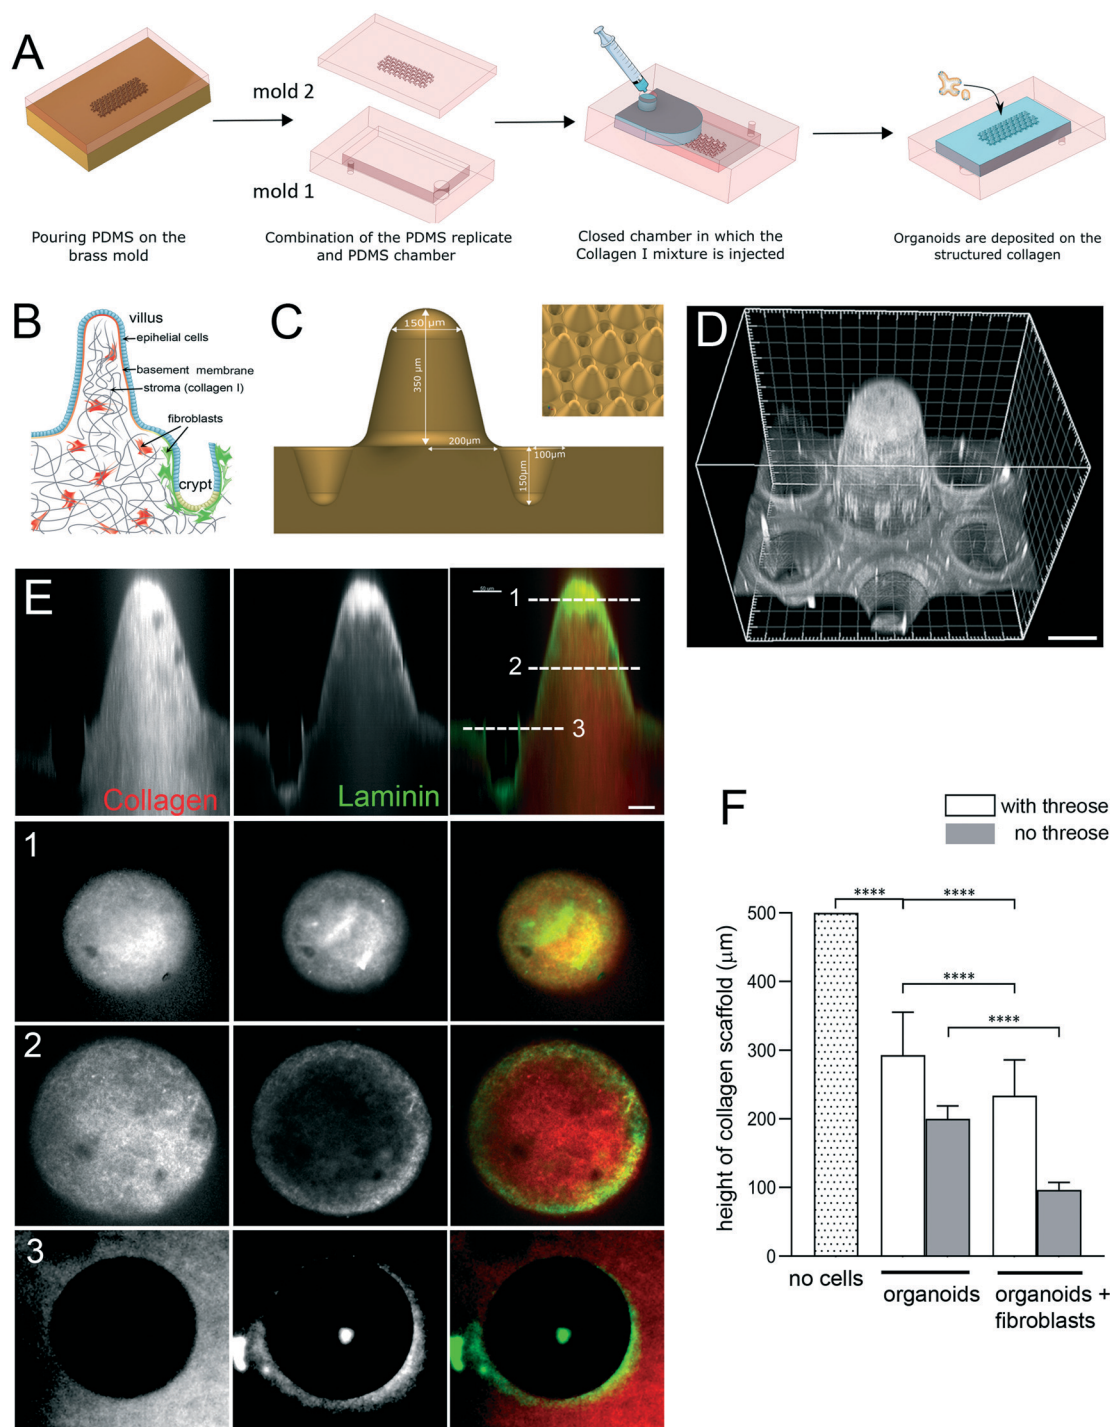 A
mold 2
mold 1
Pouring PDMS on the
brass mold
Combination of the PDMS replicate
and PDMS chamber
Closed chamber in which the
Collagen I mixture is injected
Organoids are deposited on the
structured collagen
B
villus
epihelial cells
basement membrane
stroma (collagen I)
fibroblasts
crypt
C
150 µm
350 µm
200µm
100µm
150µm
D
E
Collagen
Laminin
50 µm
1
2
3
1
2
3
F
with threose
no threose
****
****
****
****
height of collagen scaffold (µm)
500
400
300
200
100
0
no cells
organoids
organoids +
fibroblasts